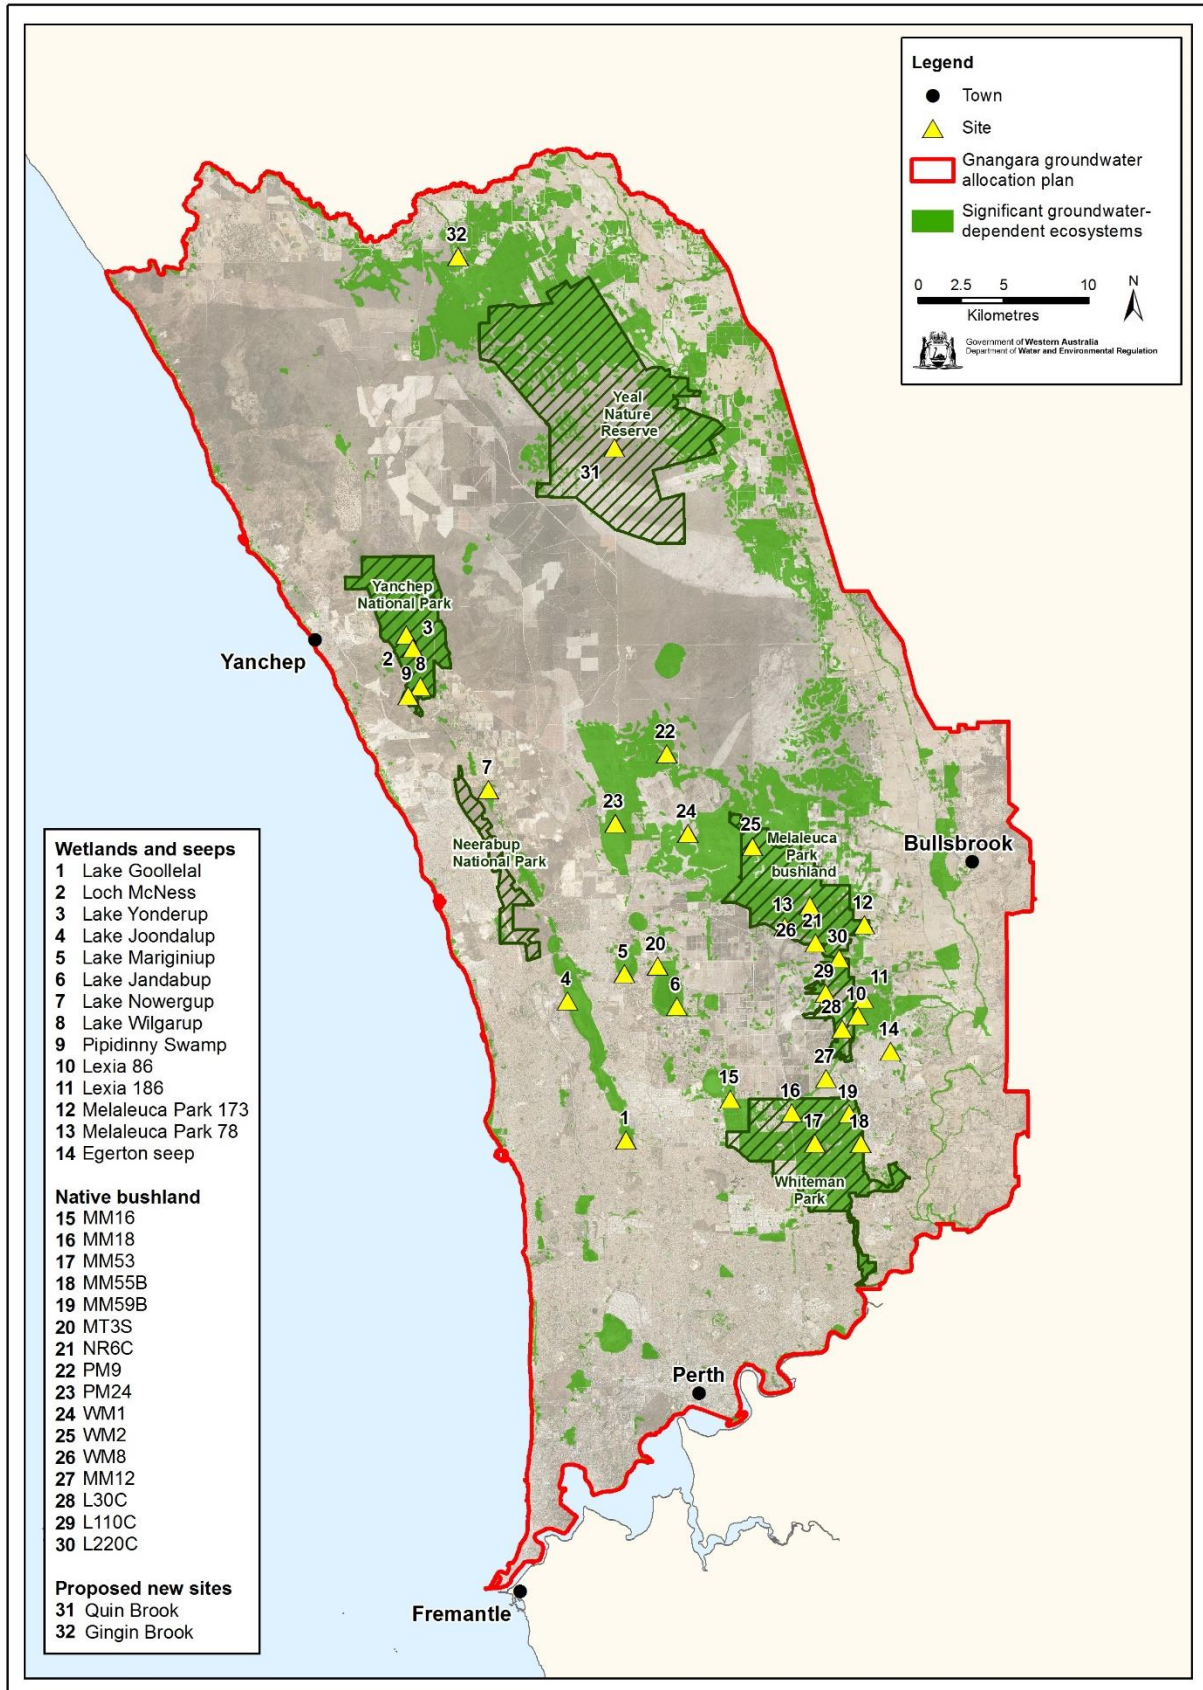 Legend
Town
Site
Gnangara groundwater
allocation plan
Significant groundwater-
dependent ecosystems
0 2.5 5 10
Kilometres
N
Government of Western Australia
Department of Water and Environmental Regulation
32
Yeal
Nature
Reserve
31
Yanchep
National Park
3
2
8
9
Yanchep
22
7
23
24
25
Neerabup
National Park
Melaleuca
Park
bushland
Bullsbrook
13
12
21
26
30
20
5
29
11
4
6
10
28
14
27
15
16
19
1
17
18
Whiteman
Park
Perth
Fremantle
Wetlands and seeps
1 Lake Goollelal
2 Loch McNess
3 Lake Yonderup
4 Lake Joondalup
5 Lake Mariginiup
6 Lake Jandabup
7 Lake Nowergup
8 Lake Wilgarup
9 Pipidinny Swamp
10 Lexia 86
11 Lexia 186
12 Melaleuca Park 173
13 Melaleuca Park 78
14 Egerton seep
Native bushland
15 MM16
16 MM18
17 MM53
18 MM55B
19 MM59B
20 MT3S
21 NR6C
22 PM9
23 PM24
24 WM1
25 WM2
26 WM8
27 MM12
28 L30C
29 L110C
30 L220C
Proposed new sites
31 Quin Brook
32 Gingin Brook